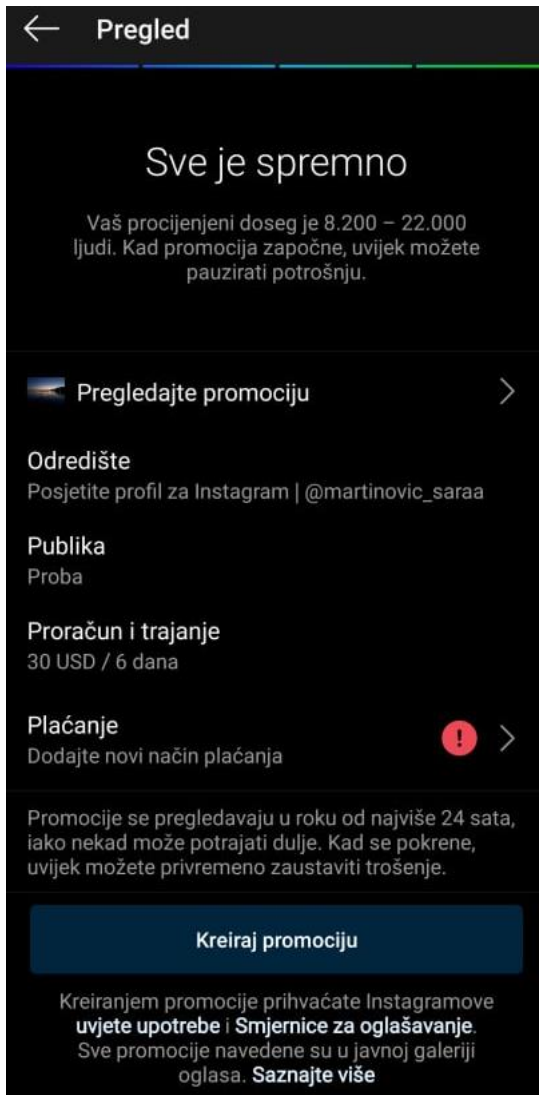 Pregled
Sve je spremno
Vaš procijenjeni doseg je 8.200 – 22.000
ljudi. Kad promocija započne, uvijek možete
pauzirati potrošnju.
Pregledajte promociju
Odredište
Posjetite profil za Instagram | @martinovic_saraa
Publika
Proba
Proračun i trajanje
30 USD / 6 dana
Plaćanje
Dodajte novi način plaćanja
!
Promocije se pregledavaju u roku od najviše 24 sata,
iako nekad može potrajati dulje. Kad se pokrene,
uvijek možete privremeno zaustaviti trošenje.
Kreiraj promociju
Kreiranjem promocije prihvaćate Instagramove
uvjete upotrebe i Smjernice za oglašavanje.
Sve promocije navedene su u javnoj galeriji
oglasa. Saznajte više